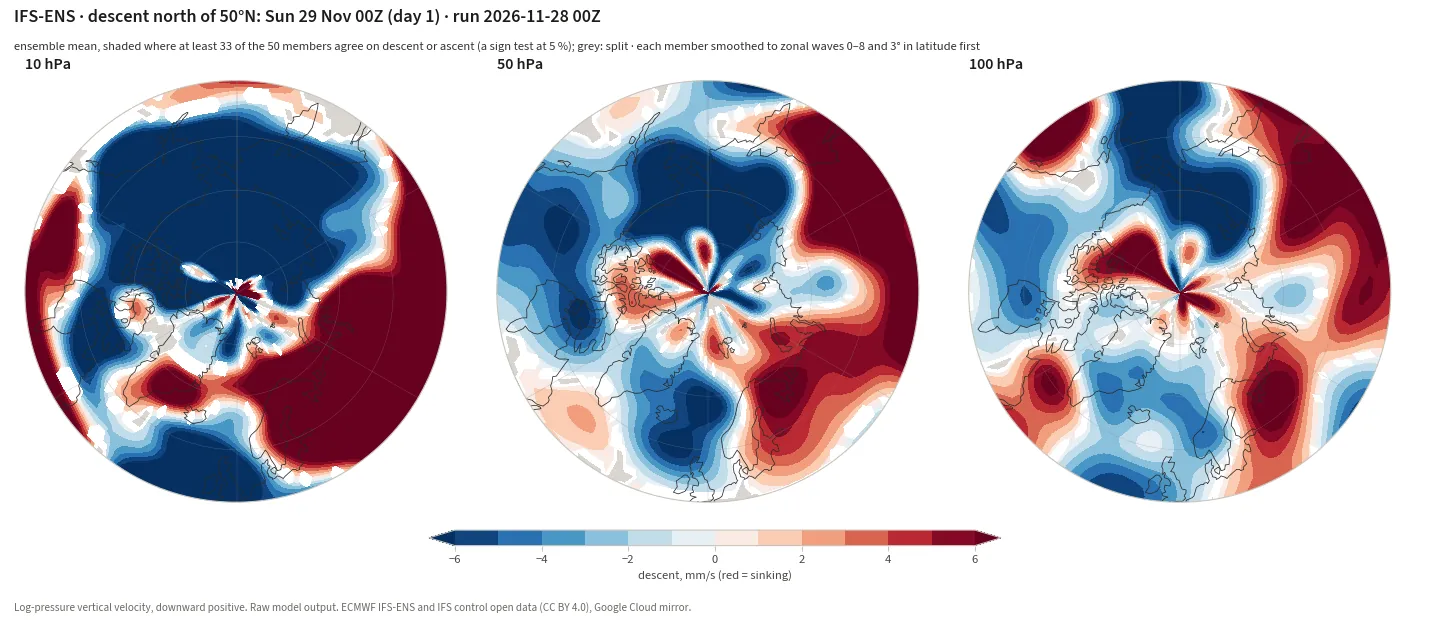 IFS-ENS · descent north of 50°N: Sun 29 Nov 00Z (day 1) · run 2026-11-28 00Z
ensemble mean, shaded where at least 33 of the 50 members agree on descent or ascent (a sign test at 5 %); grey: split · each member smoothed to zonal waves 0–8 and 3° in latitude first
10 hPa
50 hPa
100 hPa
−6 −4 −2 0 2 4 6
descent, mm/s (red = sinking)
Log-pressure vertical velocity, downward positive. Raw model output. ECMWF IFS-ENS and IFS control open data (CC BY 4.0), Google Cloud mirror.